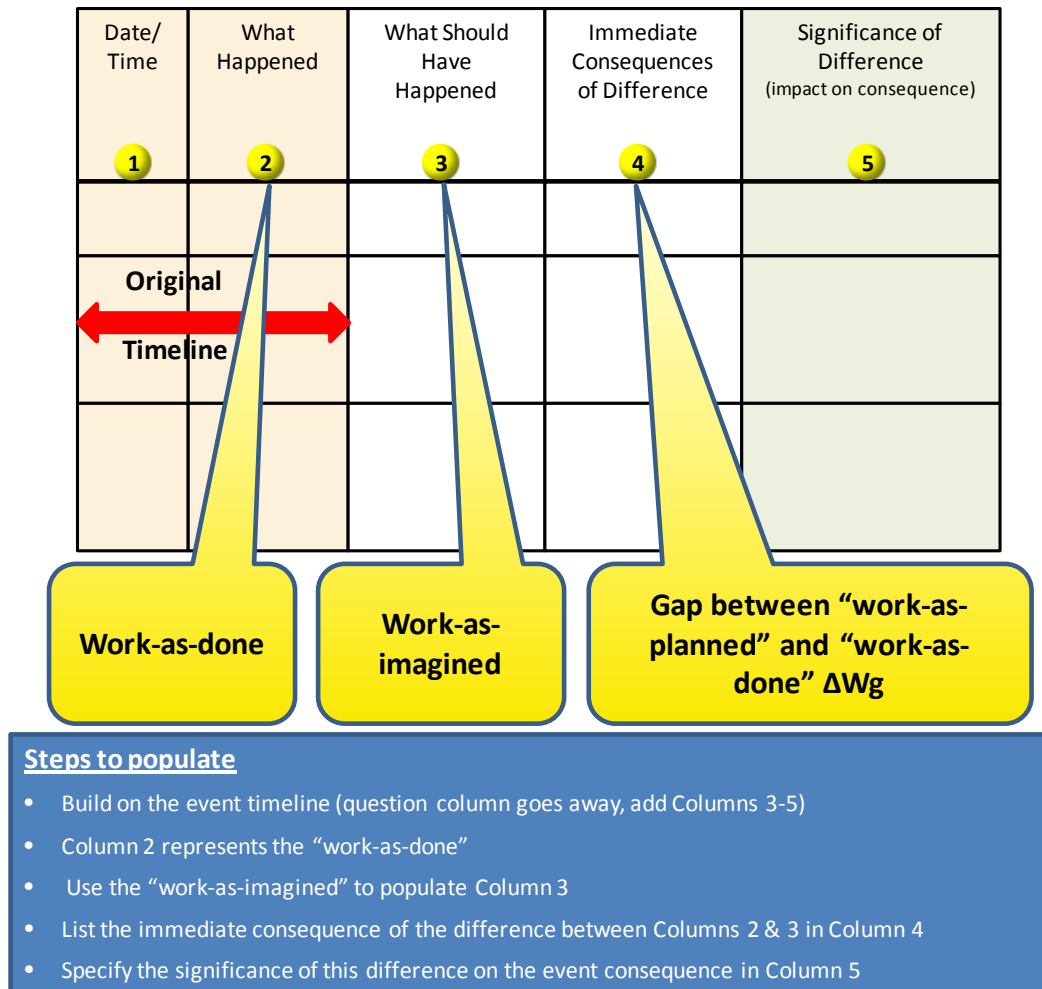 Date/
Time
What
Happened
What Should
Have
Happened
Immediate
Consequences
of Difference
Significance of
Difference
(impact on consequence)
1
2
3
4
5
Original
Timeline
Work-as-done
Work-as-
imagined
Gap between “work-as-
planned” and “work-as-
done” ΔWg
Steps to populate
• Build on the event timeline (question column goes away, add Columns 3-5)
• Column 2 represents the “work-as-done”
• Use the “work-as-imagined” to populate Column 3
• List the immediate consequence of the difference between Columns 2 & 3 in Column 4
• Specify the significance of this difference on the event consequence in Column 5